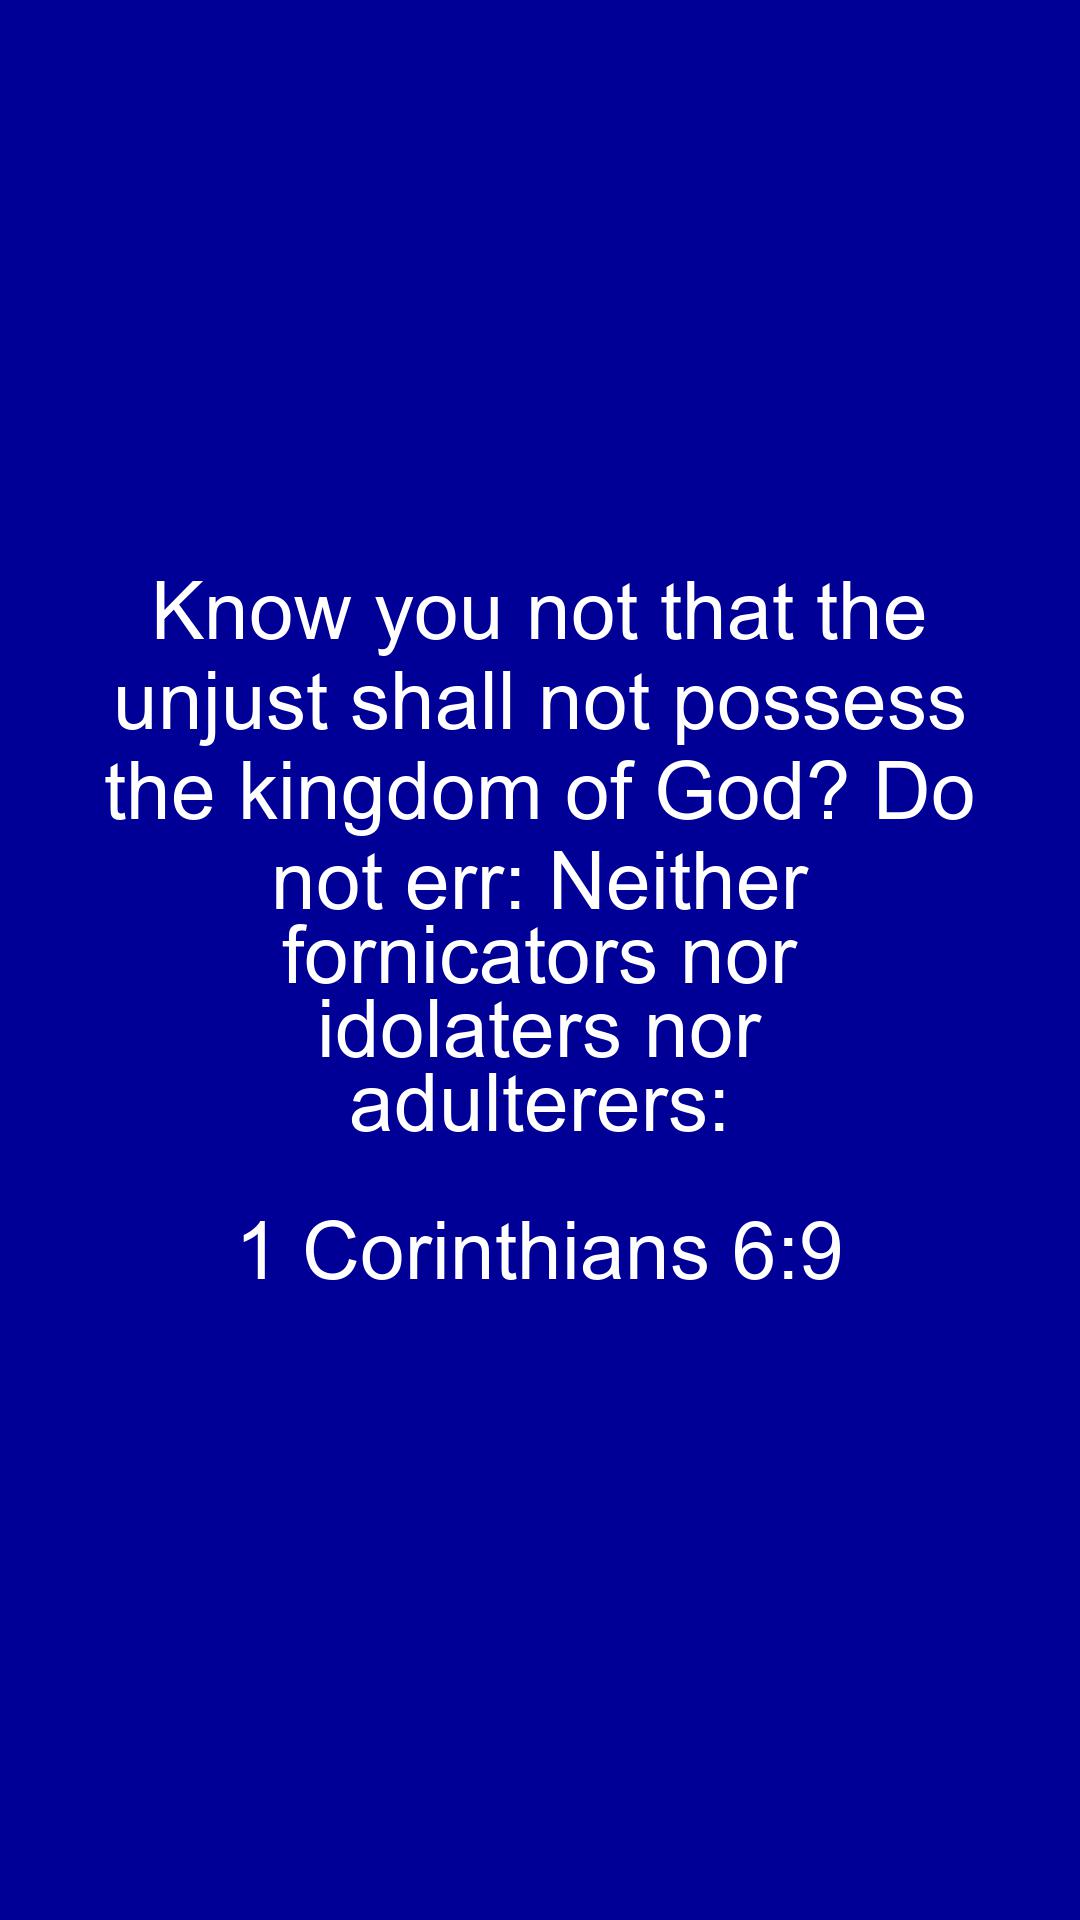 Know you not that the
unjust shall not possess
the kingdom of God? Do
not err: Neither
fornicators nor
idolaters nor
adulterers:
1 Corinthians 6:9